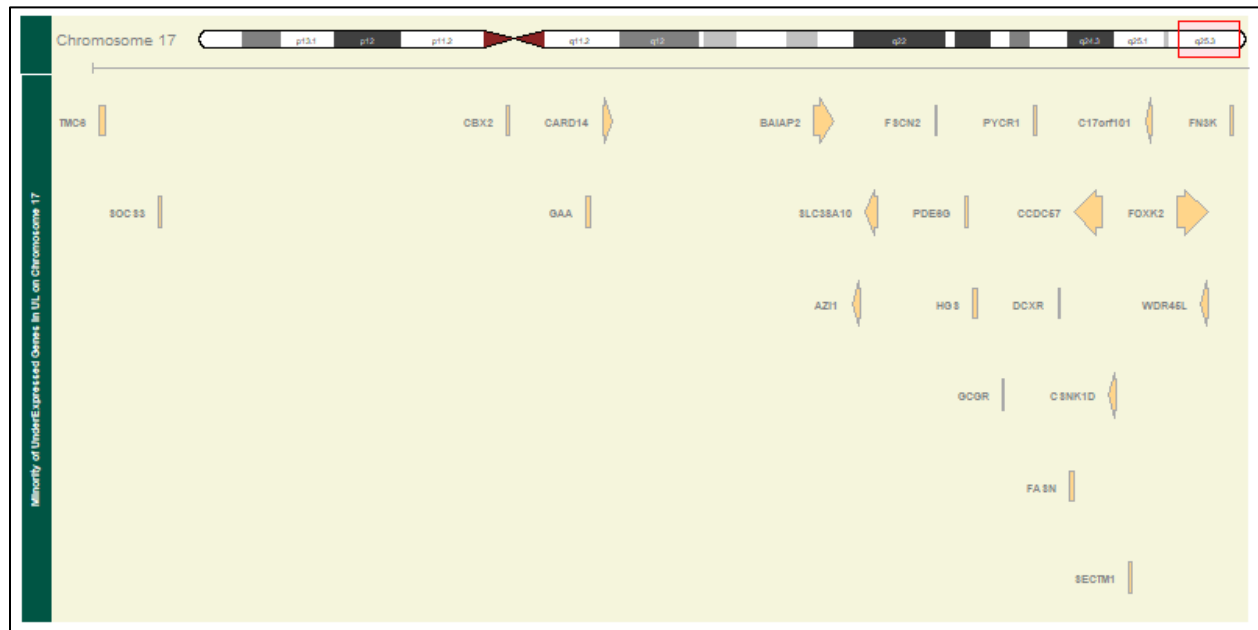 Chromosome 17
p13.1 p12 p11.2 q11.2 q12 q22 q24.3 q25.1 q25.3
TMC6 CBX2 CARD14 BAIAP2 FSCN2 PYCR1 C17orf101 FN3K
SOCS3 GAA SLC38A10 PDE6G CCDC57 FOXK2
AZI1 HGS DCXR WDR45L
GCGR CSNK1D
FASN
SECTM1
Minority of UnderExpressed Genes in UL on Chromosome 17